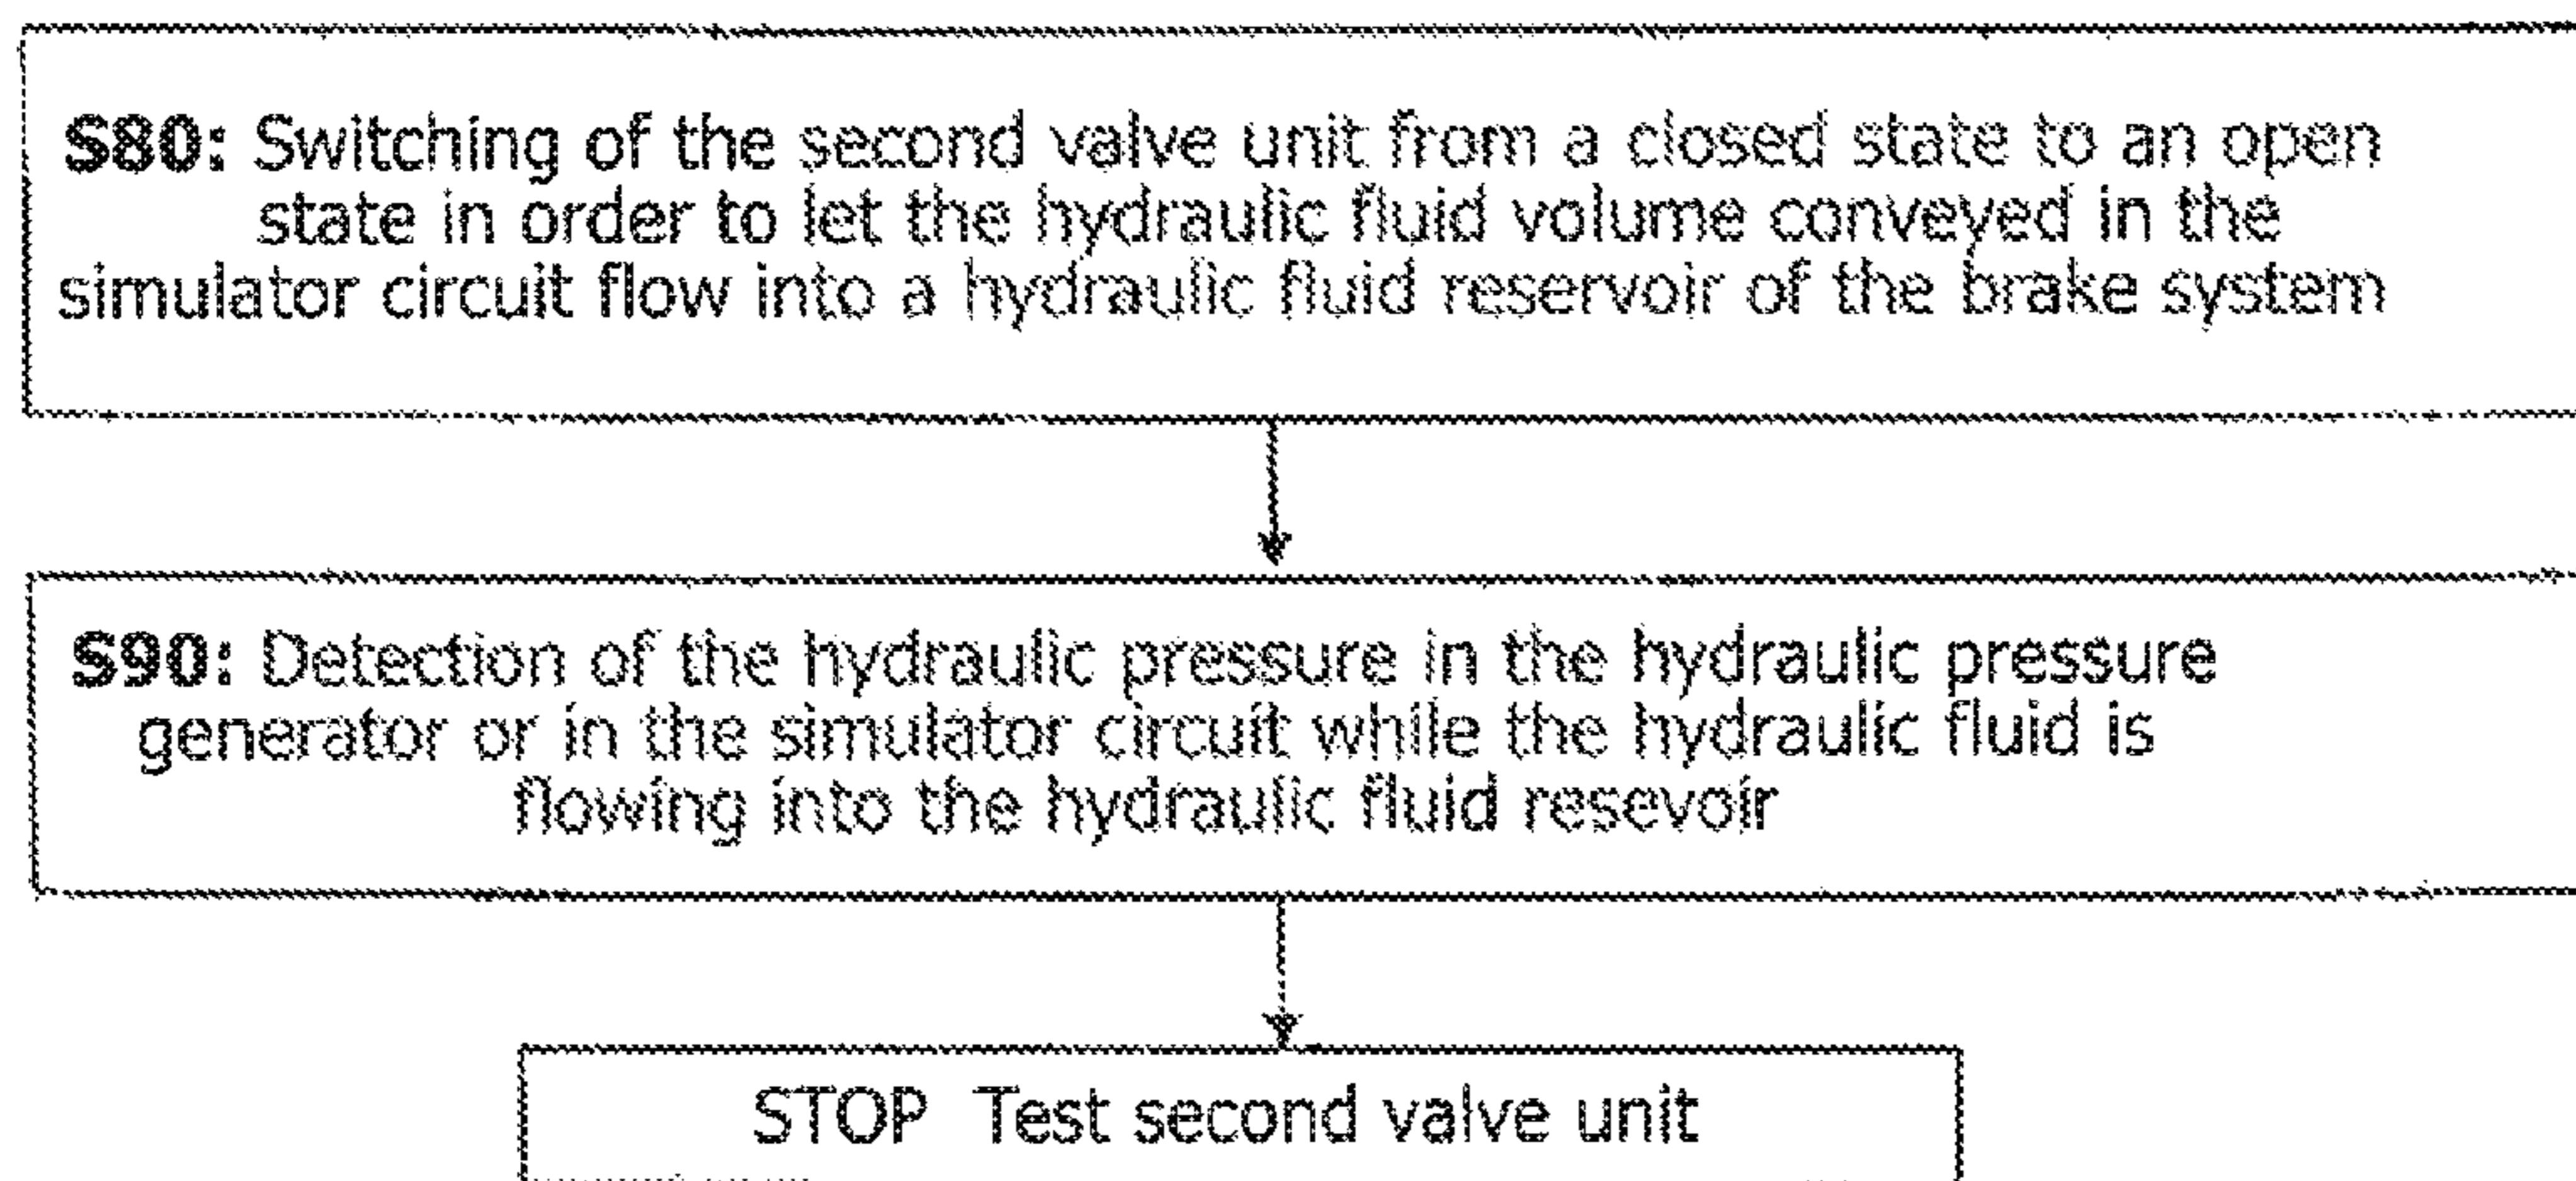 S80: Switching of the second valve unit from a closed state to an open
state in order to let the hydraulic fluid volume conveyed in the
simulator circuit flow into a hydraulic fluid reservoir of the brake system
S90: Detection of the hydraulic pressure in the hydraulic pressure
generator or in the simulator circuit while the hydraulic fluid is
flowing into the hydraulic fluid resevoir
STOP Test second valve unit